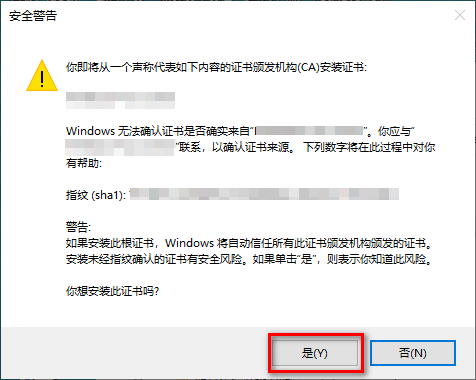 安全警告
你即将从一个声称代表如下内容的证书颁发机构(CA)安装证书:
Windows 无法确认证书是否确实来自“
”。你应与“
”联系，以确认证书来源。 下列数字将在此过程中对你
有帮助:
指纹 (sha1):
警告:
如果安装此根证书，Windows 将自动信任所有此证书颁发机构颁发的证书。
安装未经指纹确认的证书有安全风险。如果单击“是”，则表示你知道此风险。
你想安装此证书吗?
是(Y)
否(N)